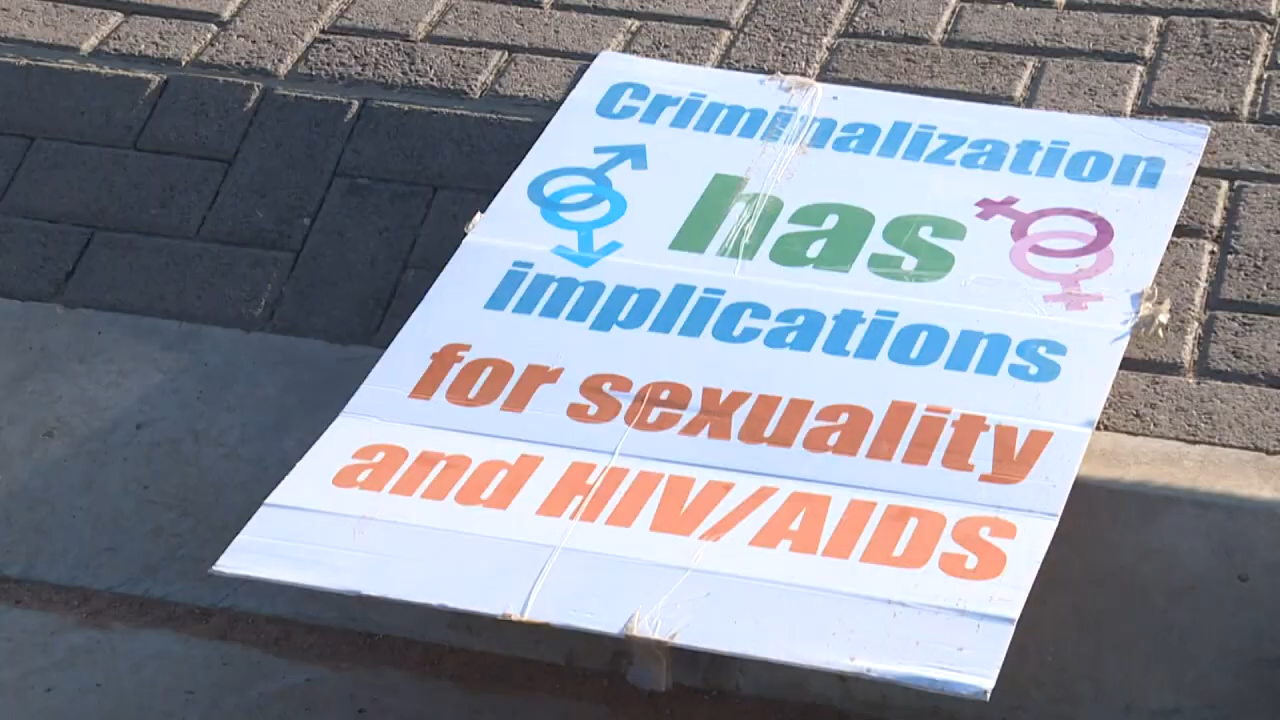 Criminalization
has
implications
for sexuality
and HIV/AIDS